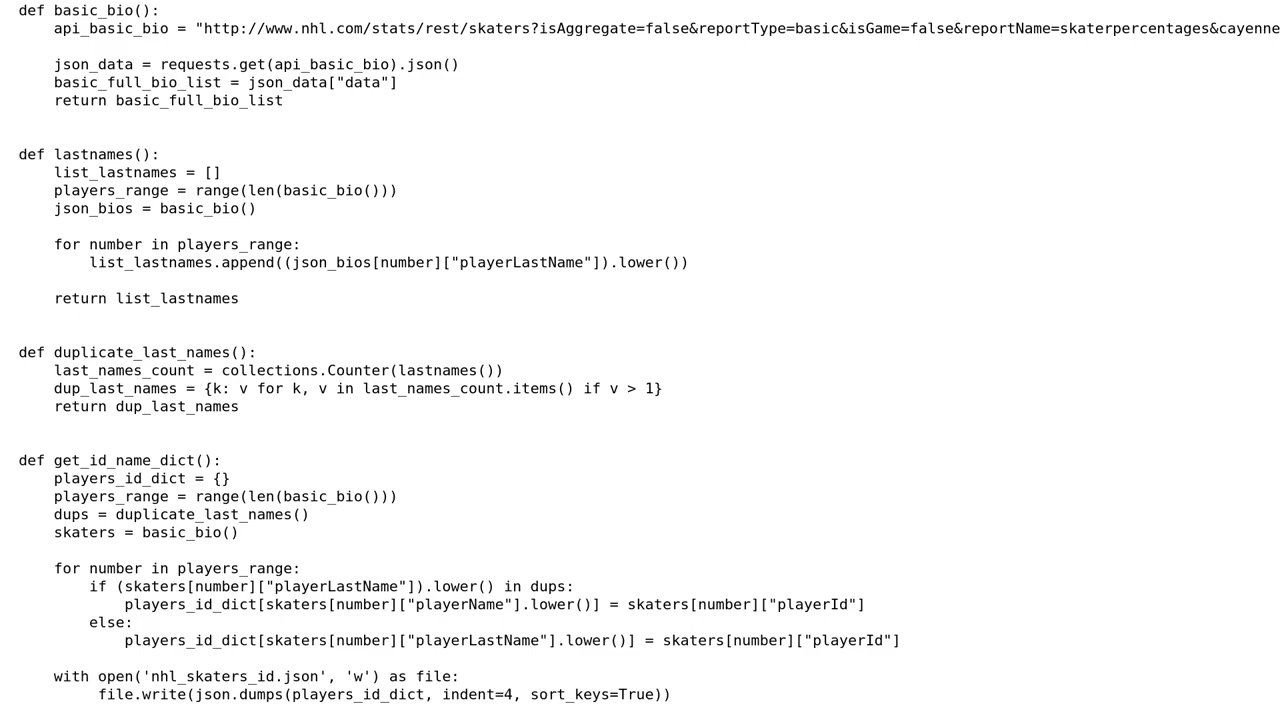 def basic_bio():
    api_basic_bio = "http://www.nhl.com/stats/rest/skaters?isAggregate=false&reportType=basic&isGame=false&reportName=skaterpercentages&cayenne
    json_data = requests.get(api_basic_bio).json()
    basic_full_bio_list = json_data["data"]
    return basic_full_bio_list
def lastnames():
    list_lastnames = []
    players_range = range(len(basic_bio()))
    json_bios = basic_bio()
    for number in players_range:
        list_lastnames.append((json_bios[number]["playerLastName"]).lower())
    return list_lastnames
def duplicate_last_names():
    last_names_count = collections.Counter(lastnames())
    dup_last_names = {k: v for k, v in last_names_count.items() if v > 1}
    return dup_last_names
def get_id_name_dict():
    players_id_dict = {}
    players_range = range(len(basic_bio()))
    dups = duplicate_last_names()
    skaters = basic_bio()
    for number in players_range:
        if (skaters[number]["playerLastName"]).lower() in dups:
            players_id_dict[skaters[number]["playerName"].lower()] = skaters[number]["playerId"]
        else:
            players_id_dict[skaters[number]["playerLastName"].lower()] = skaters[number]["playerId"]
    with open('nhl_skaters_id.json', 'w') as file:
         file.write(json.dumps(players_id_dict, indent=4, sort_keys=True))